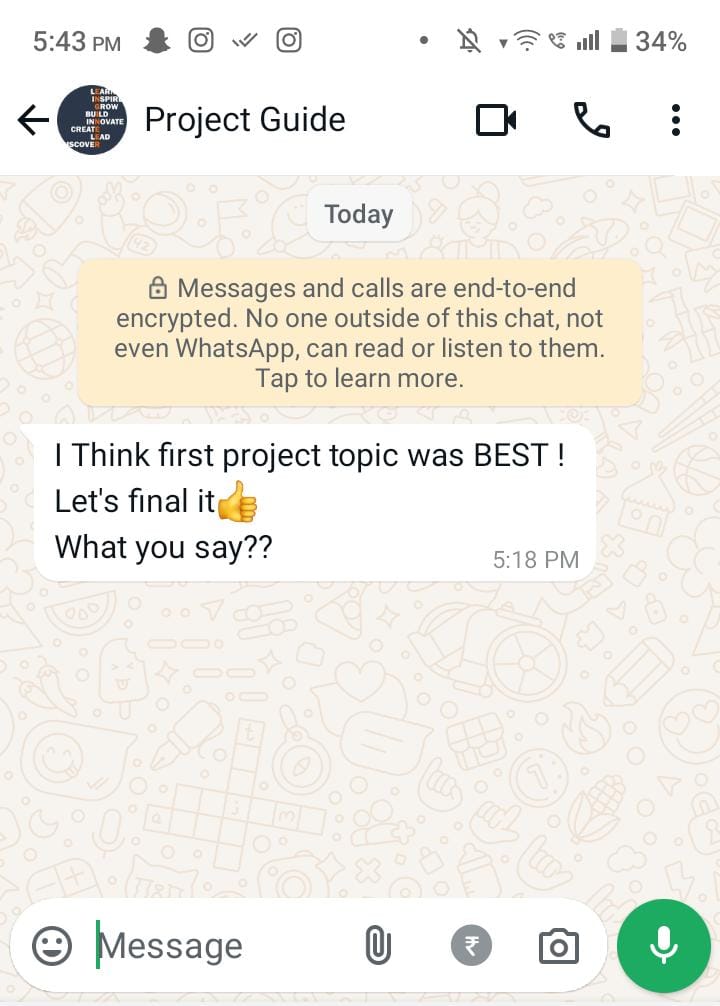 5:43 PM
34%
LEARN
INSPIRE
GROW
BUILD
INNOVATE
CREATE
LEAD
ISCOVER
Project Guide
Today
Messages and calls are end-to-end
encrypted. No one outside of this chat, not
even WhatsApp, can read or listen to them.
Tap to learn more.
I Think first project topic was BEST !
Let's final it👍
What you say??
5:18 PM
Message
₹